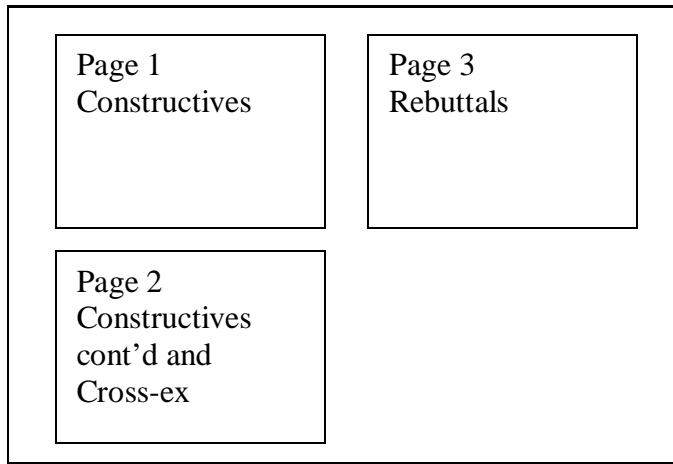 Page 1
Constructives
Page 2
Constructives
cont’d and
Cross-ex
Page 3
Rebuttals